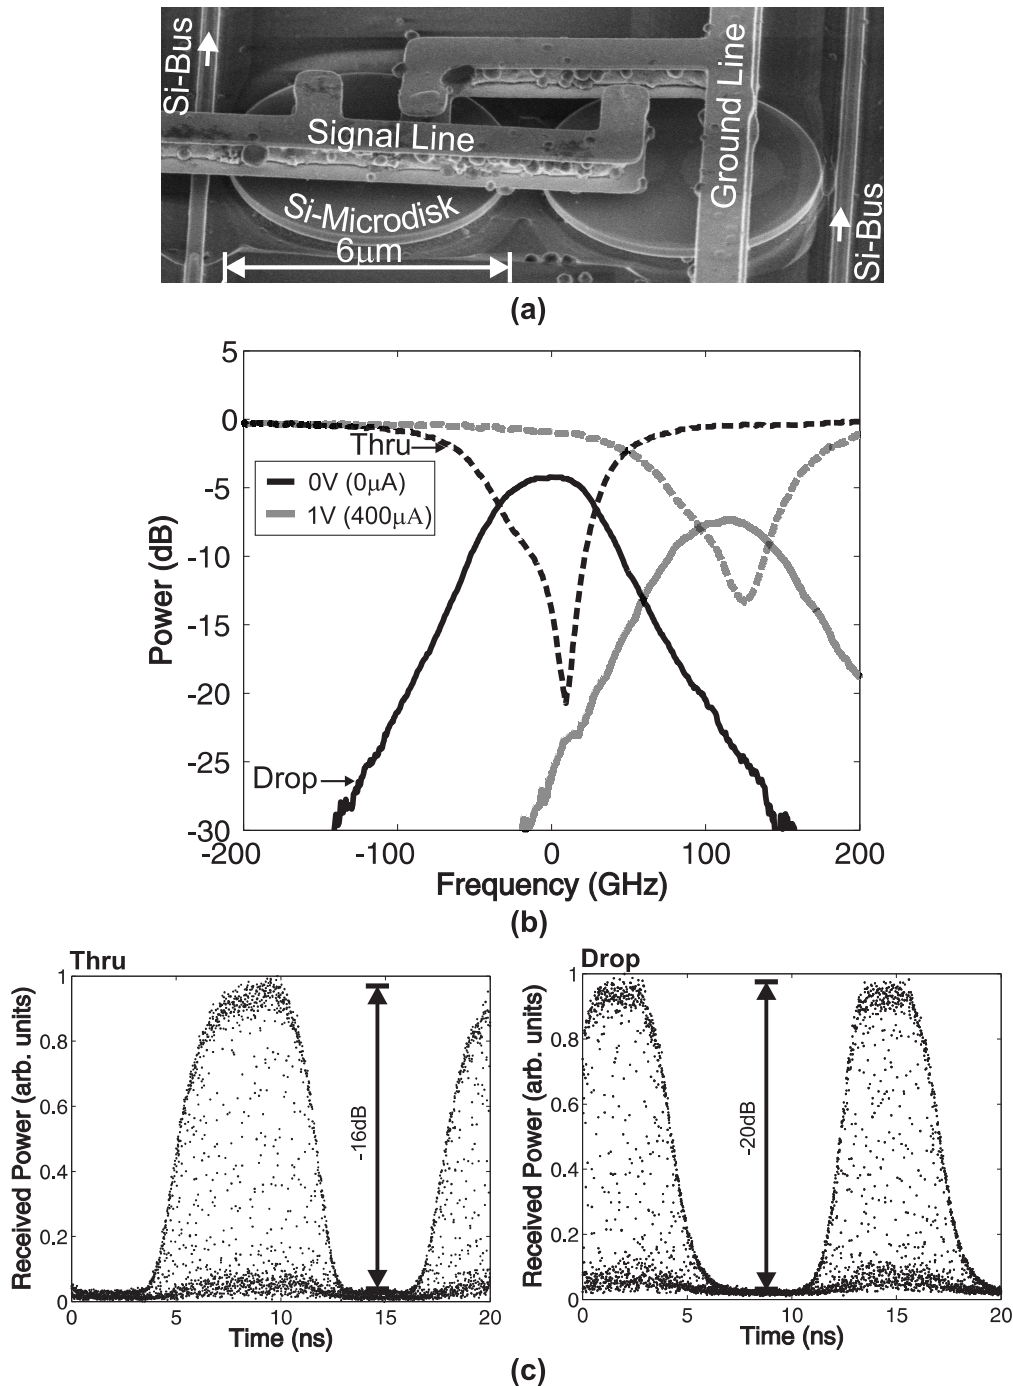 Si-Bus
Signal Line
Si-Microdisk
6μm
Ground Line
Si-Bus
(a)
5
0
-5
-10
-15
-20
-25
-30
Power (dB)
Thru
0V (0μA)
1V (400μA)
Drop
-200
-100
0
100
200
Frequency (GHz)
(b)
Thru
1
0.8
0.6
0.4
0.2
0
Received Power (arb. units)
-16dB
0
5
10
15
20
Time (ns)
Drop
1
0.8
0.6
0.4
0.2
0
Received Power (arb. units)
-20dB
0
5
10
15
20
Time (ns)
(c)